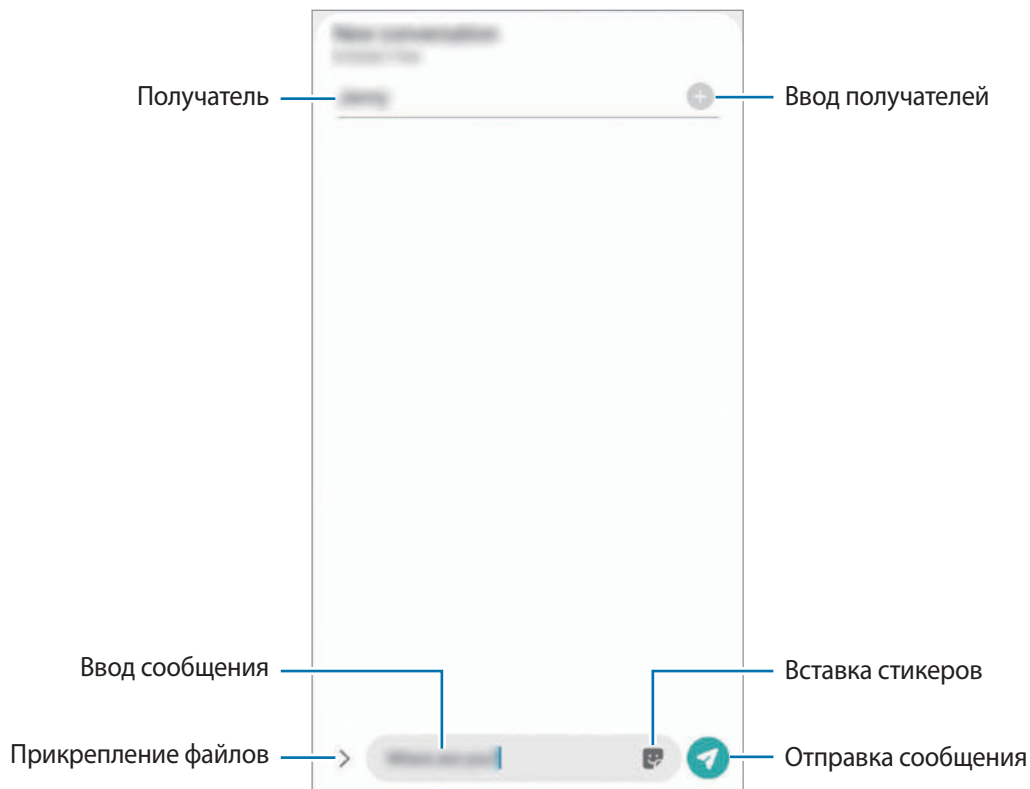 Получатель
Ввод получателей
Ввод сообщения
Вставка стикеров
Прикрепление файлов
Отправка сообщения